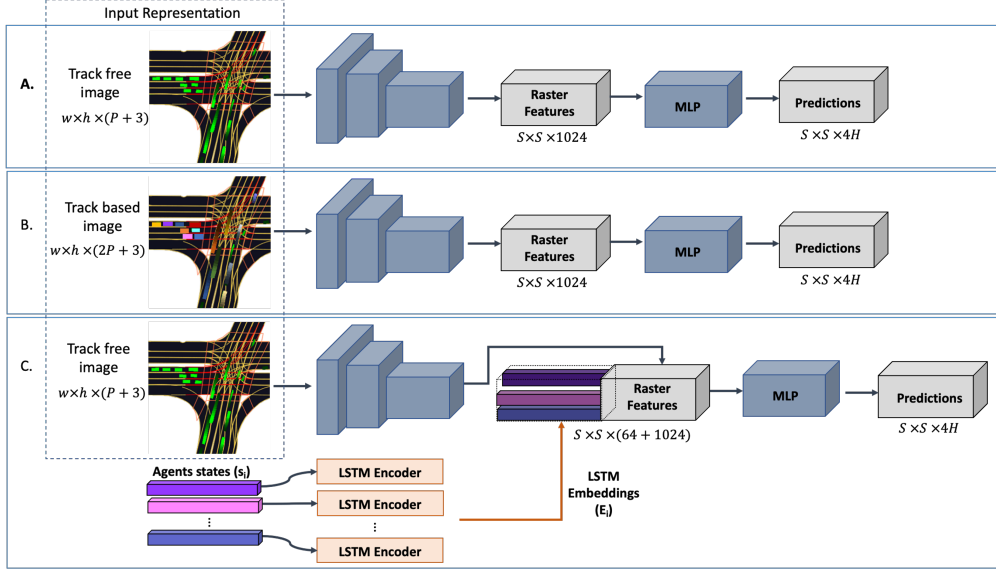 Input Representation
A.
Track free
image
w×h ×(P + 3)
Raster
Features
S×S ×1024
MLP
Predictions
S ×S ×4H
B.
Track based
image
w×h ×(2P + 3)
Raster
Features
S×S ×1024
MLP
Predictions
S ×S ×4H
C.
Track free
image
w×h ×(P + 3)
Raster
Features
S ×S ×(64 + 1024)
MLP
Predictions
S ×S ×4H
Agents states (si)
LSTM Encoder
LSTM Encoder
...
...
LSTM Encoder
LSTM
Embeddings
(Ei)